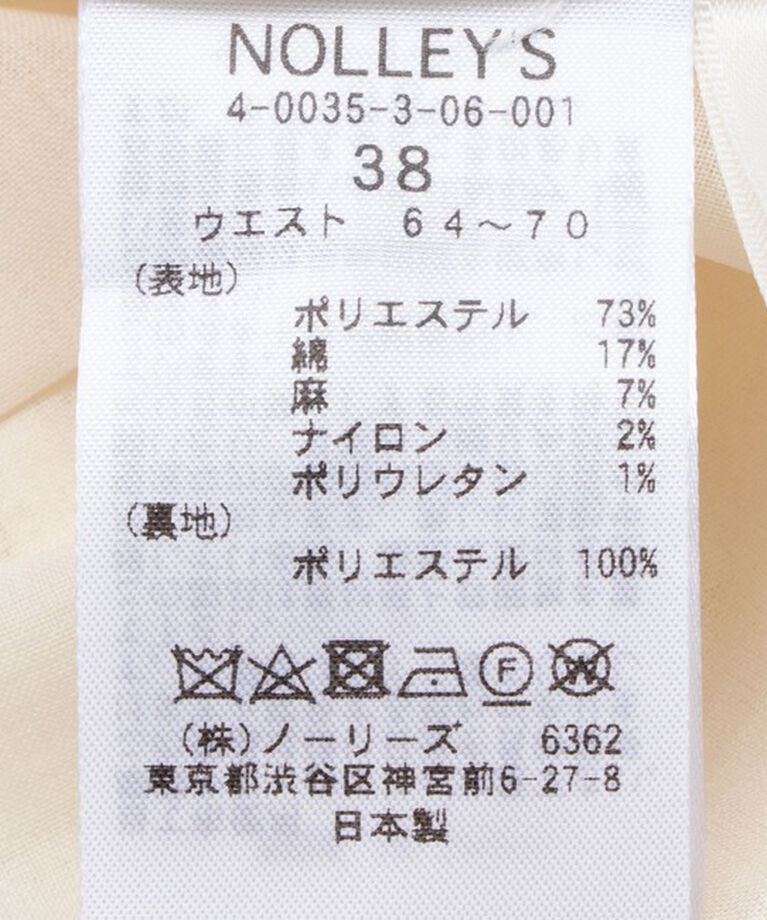 NOLLEY'S
4-0035-3-06-001
38
ウエスト 64~70
(表地)
ポリエステル 73%
綿 17%
麻 7%
ナイロン 2%
ポリウレタン 1%
(裏地)
ポリエステル 100%
F W
(株)ノーリーズ 6362
東京都渋谷区神宮前6-27-8
日本製